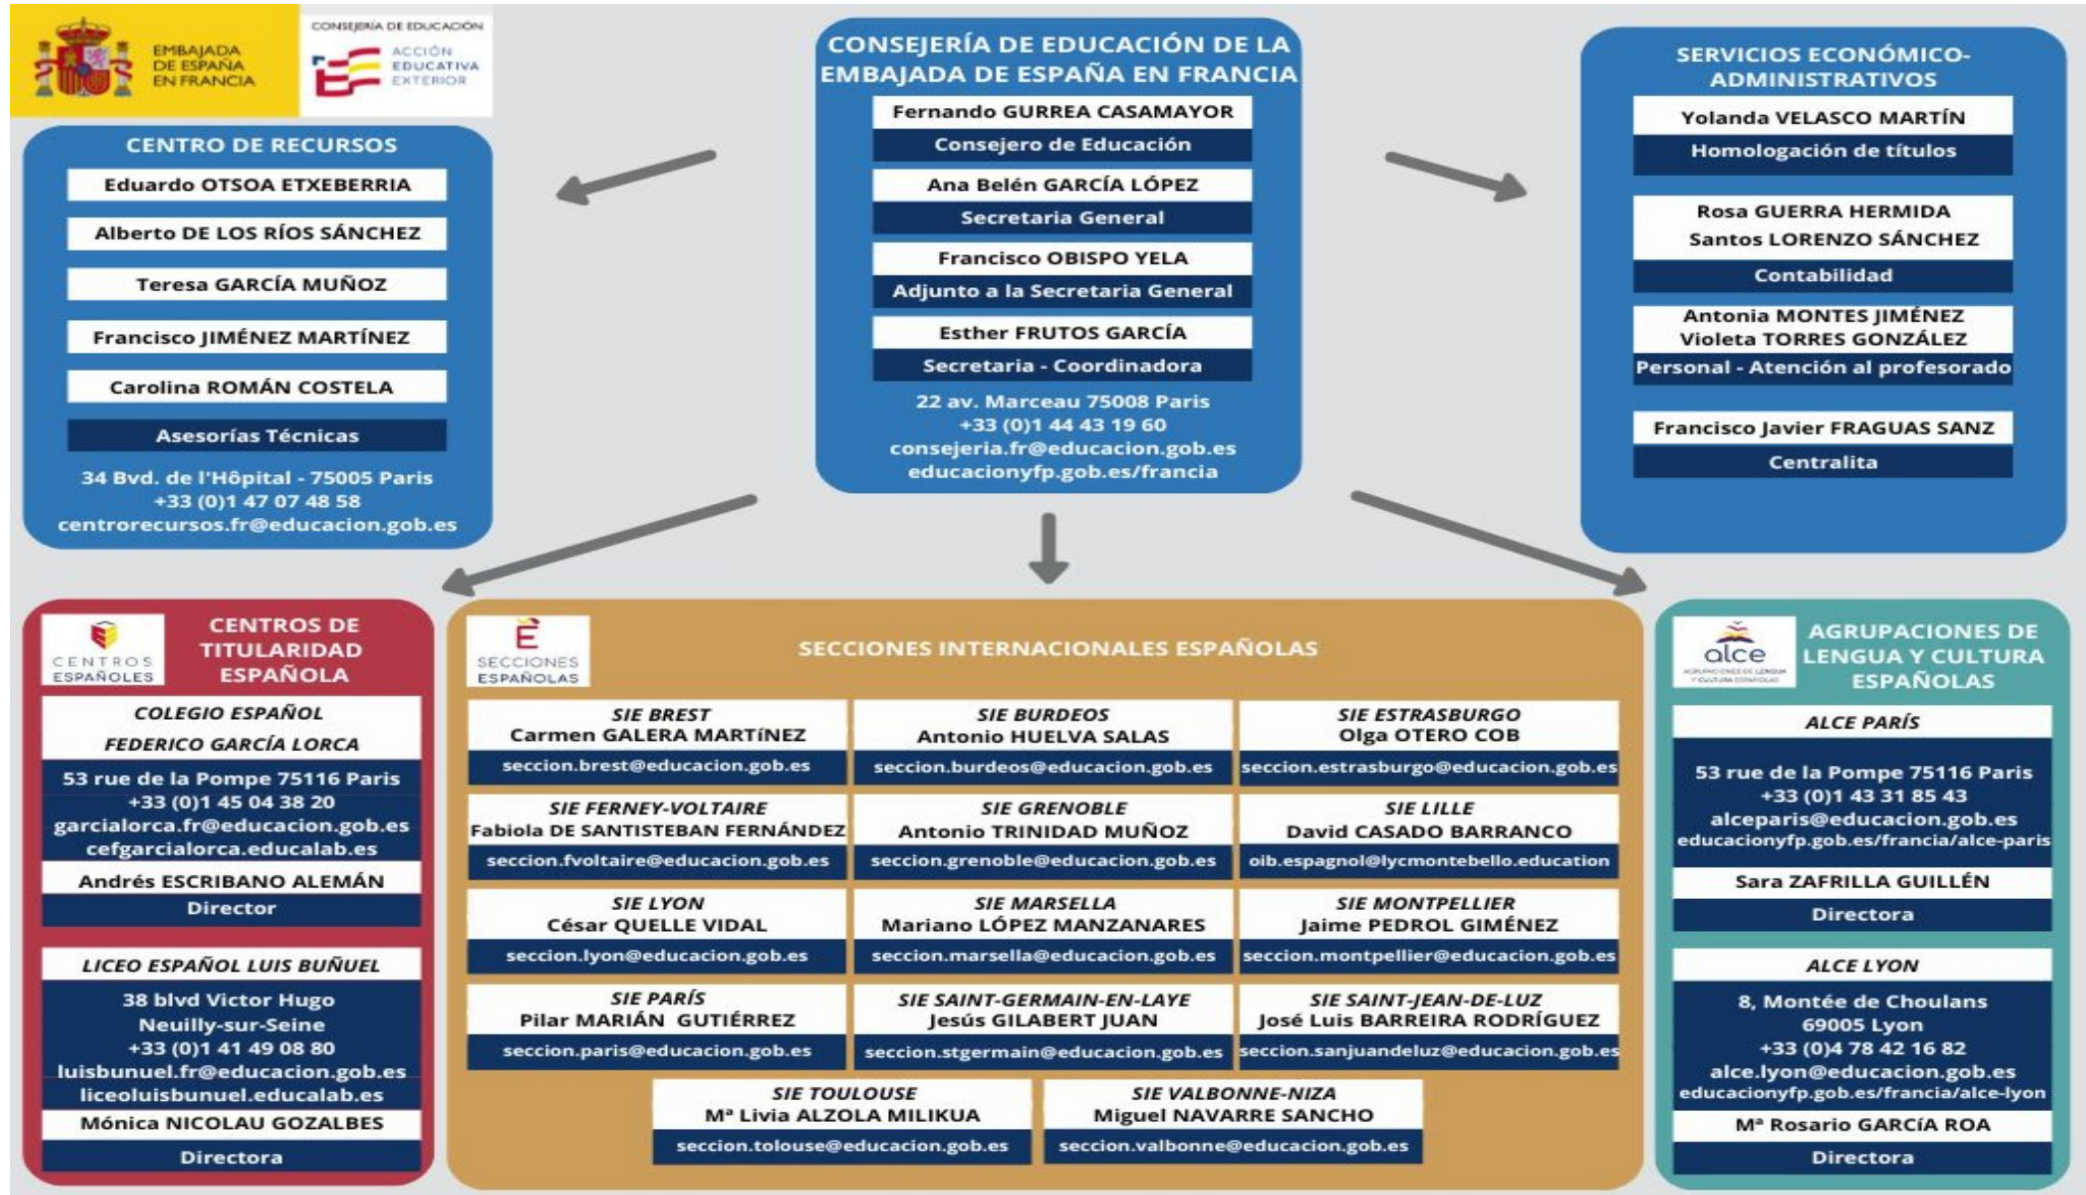 EMBAJADA
DE ESPAÑA
EN FRANCIA
CONSEJERÍA DE EDUCACIÓN
ACCIÓN
EDUCATIVA
EXTERIOR
CONSEJERÍA DE EDUCACIÓN DE LA
EMBAJADA DE ESPAÑA EN FRANCIA
Fernando GURREA CASAMAYOR
Consejero de Educación
Ana Belén GARCÍA LÓPEZ
Secretaria General
Francisco OBISPO YELA
Adjunto a la Secretaria General
Esther FRUTOS GARCÍA
Secretaria - Coordinadora
22 av. Marceau 75008 Paris
+33 (0)1 44 43 19 60
consejeria.fr@educacion.gob.es
educacionyfp.gob.es/francia
CENTRO DE RECURSOS
Eduardo OTSOA ETXEBERRIA
Alberto DE LOS RÍOS SÁNCHEZ
Teresa GARCÍA MUÑOZ
Francisco JIMÉNEZ MARTÍNEZ
Carolina ROMÁN COSTELA
Asesorías Técnicas
34 Bvd. de l'Hôpital - 75005 Paris
+33 (0)1 47 07 48 58
centrorecursos.fr@educacion.gob.es
SERVICIOS ECONÓMICO-
ADMINISTRATIVOS
Yolanda VELASCO MARTÍN
Homologación de títulos
Rosa GUERRA HERMIDA
Santos LORENZO SÁNCHEZ
Contabilidad
Antonia MONTES JIMÉNEZ
Violeta TORRES GONZÁLEZ
Personal - Atención al profesorado
Francisco Javier FRAGUAS SANZ
Centralita
CENTROS
ESPAÑOLES
CENTROS DE
TITULARIDAD
ESPAÑOLA
COLEGIO ESPAÑOL
FEDERICO GARCÍA LORCA
53 rue de la Pompe 75116 Paris
+33 (0)1 45 04 38 20
garcialorca.fr@educacion.gob.es
cefgarcialorca.educalab.es
Andrés ESCRIBANO ALEMÁN
Director
LICEO ESPAÑOL LUIS BUÑUEL
38 blvd Victor Hugo
Neuilly-sur-Seine
+33 (0)1 41 49 08 80
luisbunuel.fr@educacion.gob.es
liceoluisbunuel.educalab.es
Mónica NICOLAU GOZALBES
Directora
SECCIONES
ESPAÑOLAS
SECCIONES INTERNACIONALES ESPAÑOLAS
SIE BREST
Carmen GALERA MARTíNEZ
seccion.brest@educacion.gob.es
SIE BURDEOS
Antonio HUELVA SALAS
seccion.burdeos@educacion.gob.es
SIE ESTRASBURGO
Olga OTERO COB
seccion.estrasburgo@educacion.gob.es
SIE FERNEY-VOLTAIRE
Fabiola DE SANTISTEBAN FERNÁNDEZ
seccion.fvoltaire@educacion.gob.es
SIE GRENOBLE
Antonio TRINIDAD MUÑOZ
seccion.grenoble@educacion.gob.es
SIE LILLE
David CASADO BARRANCO
oib.espagnol@lycmontebello.education
SIE LYON
César QUELLE VIDAL
seccion.lyon@educacion.gob.es
SIE MARSELLA
Mariano LÓPEZ MANZANARES
seccion.marsella@educacion.gob.es
SIE MONTPELLIER
Jaime PEDROL GIMÉNEZ
seccion.montpellier@educacion.gob.es
SIE PARÍS
Pilar MARIÁN GUTIÉRREZ
seccion.paris@educacion.gob.es
SIE SAINT-GERMAIN-EN-LAYE
Jesús GILABERT JUAN
seccion.stgermain@educacion.gob.es
SIE SAINT-JEAN-DE-LUZ
José Luis BARREIRA RODRÍGUEZ
seccion.sanjuandeluz@educacion.gob.es
SIE TOULOUSE
Mª Livia ALZOLA MILIKUA
seccion.tolouse@educacion.gob.es
SIE VALBONNE-NIZA
Miguel NAVARRE SANCHO
seccion.valbonne@educacion.gob.es
alce
AGRUPACIONES DE LENGUA
Y CULTURA ESPAÑOLAS
AGRUPACIONES DE
LENGUA Y CULTURA
ESPAÑOLAS
ALCE PARÍS
53 rue de la Pompe 75116 Paris
+33 (0)1 43 31 85 43
alceparis@educacion.gob.es
educacionyfp.gob.es/francia/alce-paris
Sara ZAFRILLA GUILLÉN
Directora
ALCE LYON
8, Montée de Choulans
69005 Lyon
+33 (0)4 78 42 16 82
alce.lyon@educacion.gob.es
educacionyfp.gob.es/francia/alce-lyon
Mª Rosario GARCÍA ROA
Directora